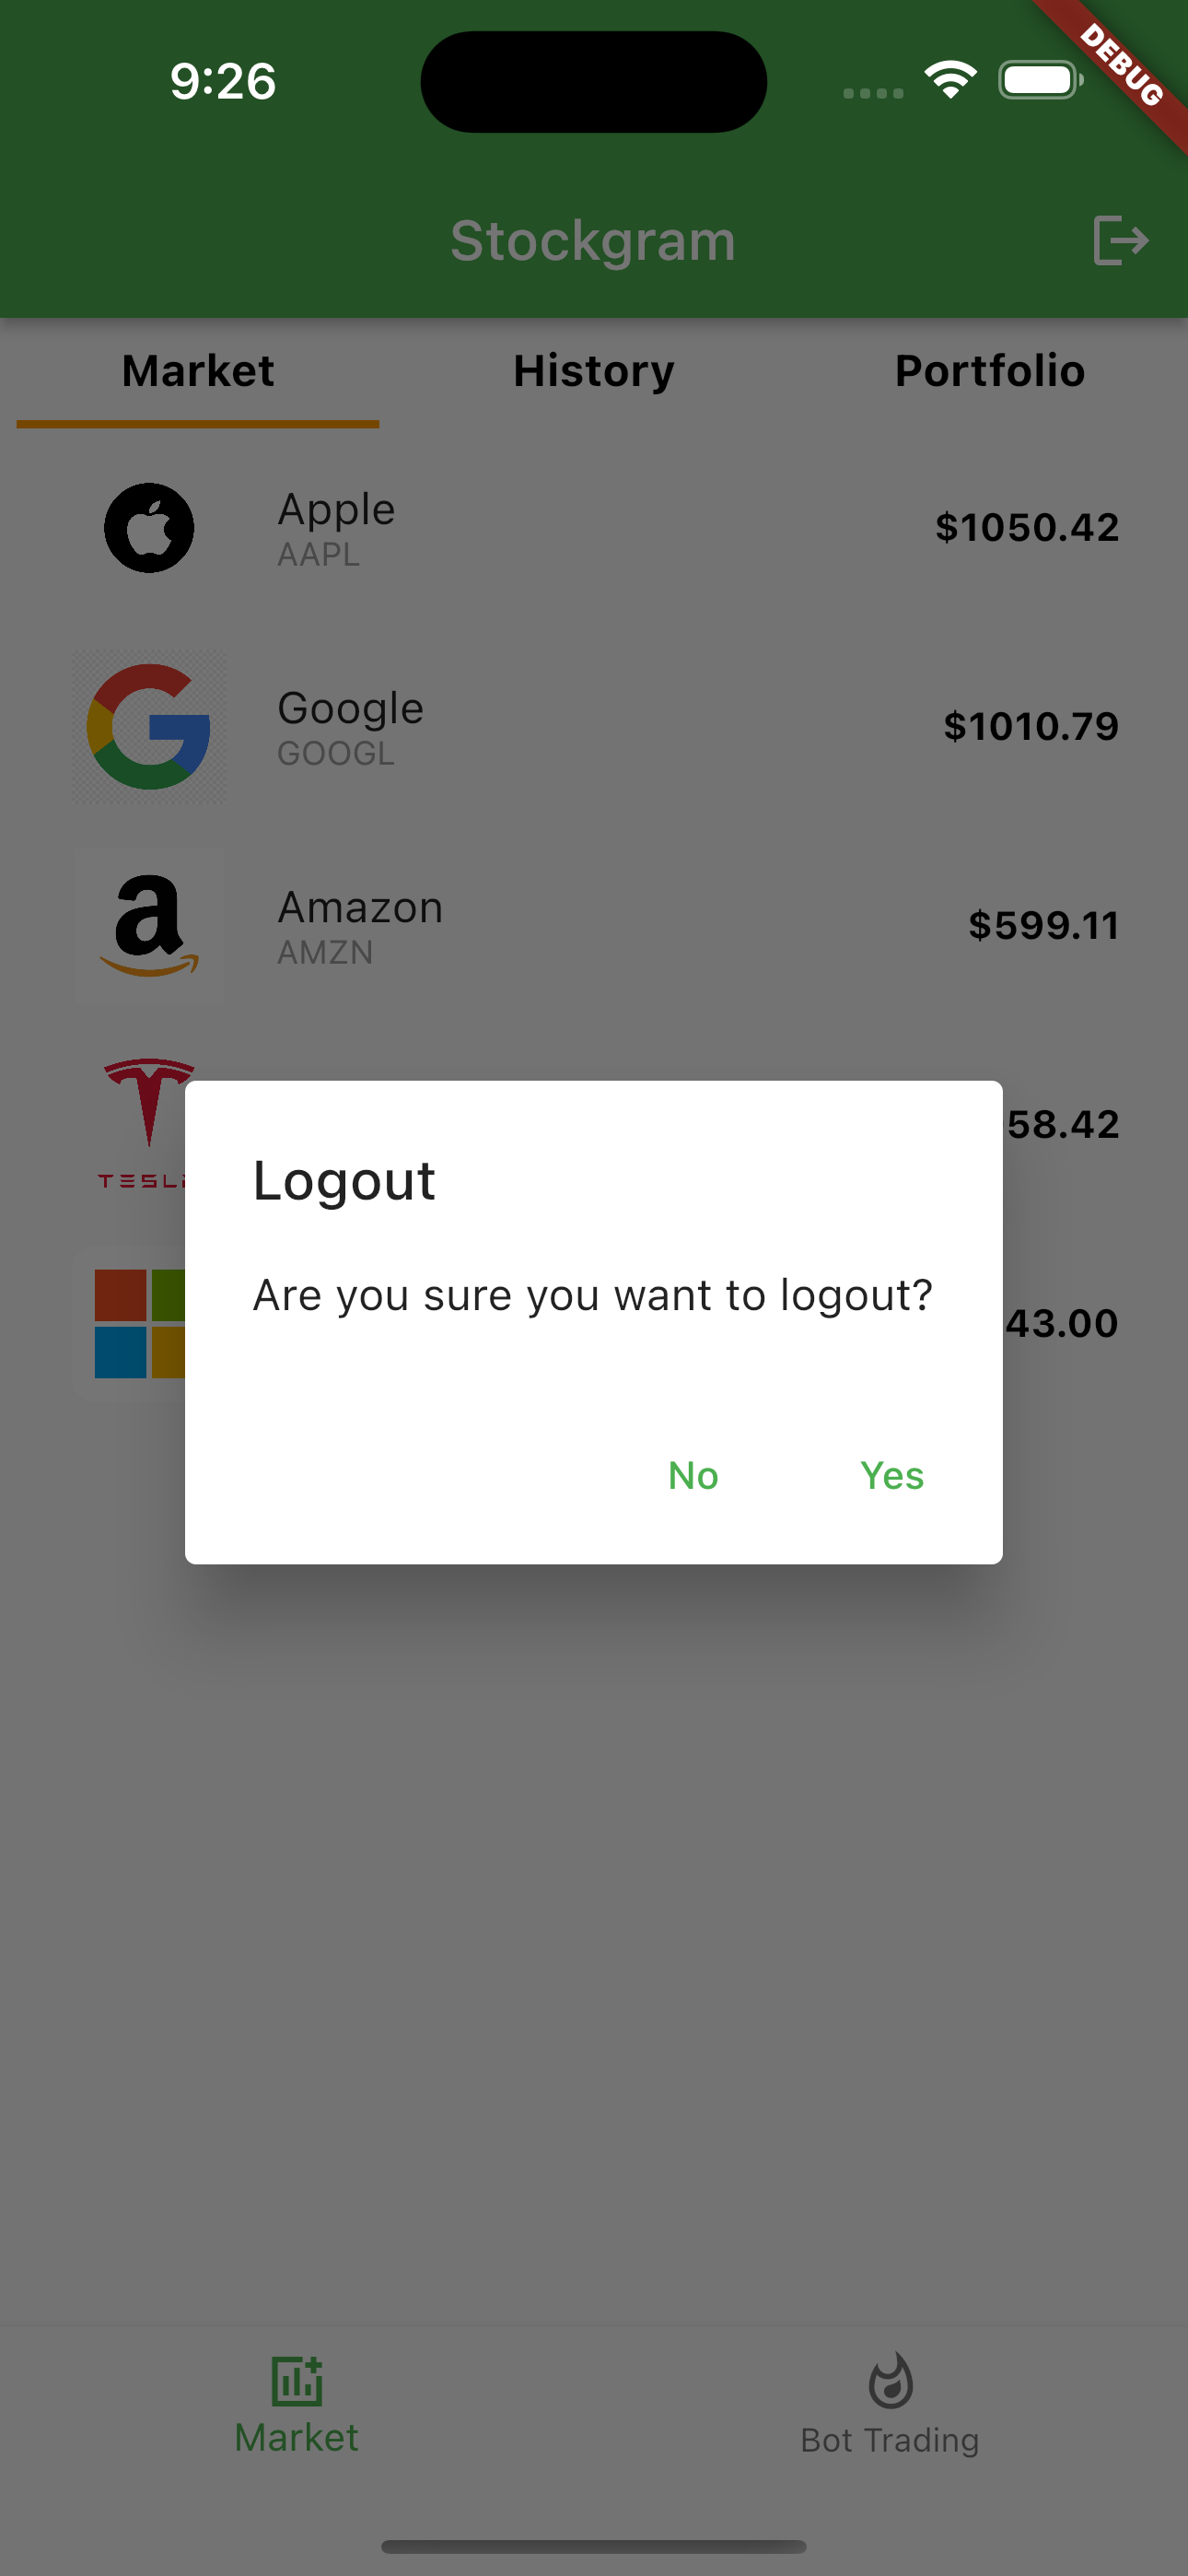 9:26
DEBUG
Stockgram
Market History Portfolio
Apple
AAPL
$1050.42
Google
GOOGL
$1010.79
a
Amazon
AMZN
$599.11
TESL
58.42
Logout
Are you sure you want to logout?
43.00
No Yes
Market Bot Trading